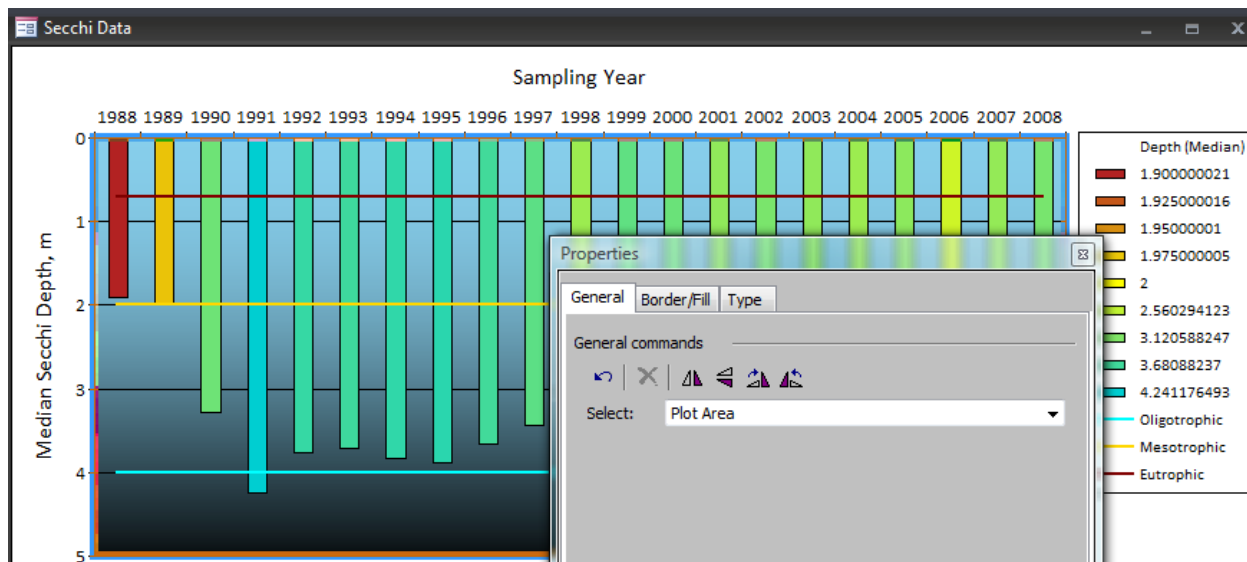 Secchi Data
Sampling Year
1988 1989 1990 1991 1992 1993 1994 1995 1996 1997 1998 1999 2000 2001 2002 2003 2004 2005 2006 2007 2008
Median Secchi Depth, m
0
1
2
3
4
5
Depth (Median)
1.900000021
1.925000016
1.95000001
1.975000005
2
2.560294123
3.120588247
3.68088237
4.241176493
Oligotrophic
Mesotrophic
Eutrophic
Properties
General Border/Fill Type
General commands
Select: Plot Area